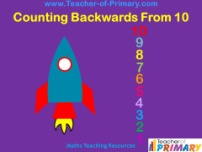 www.Teacher-of-Primary.com
Counting Backwards From 10
10
9
8
7
6
5
4
3
2
Maths Teaching Resources
Teacher of
PRIMARY